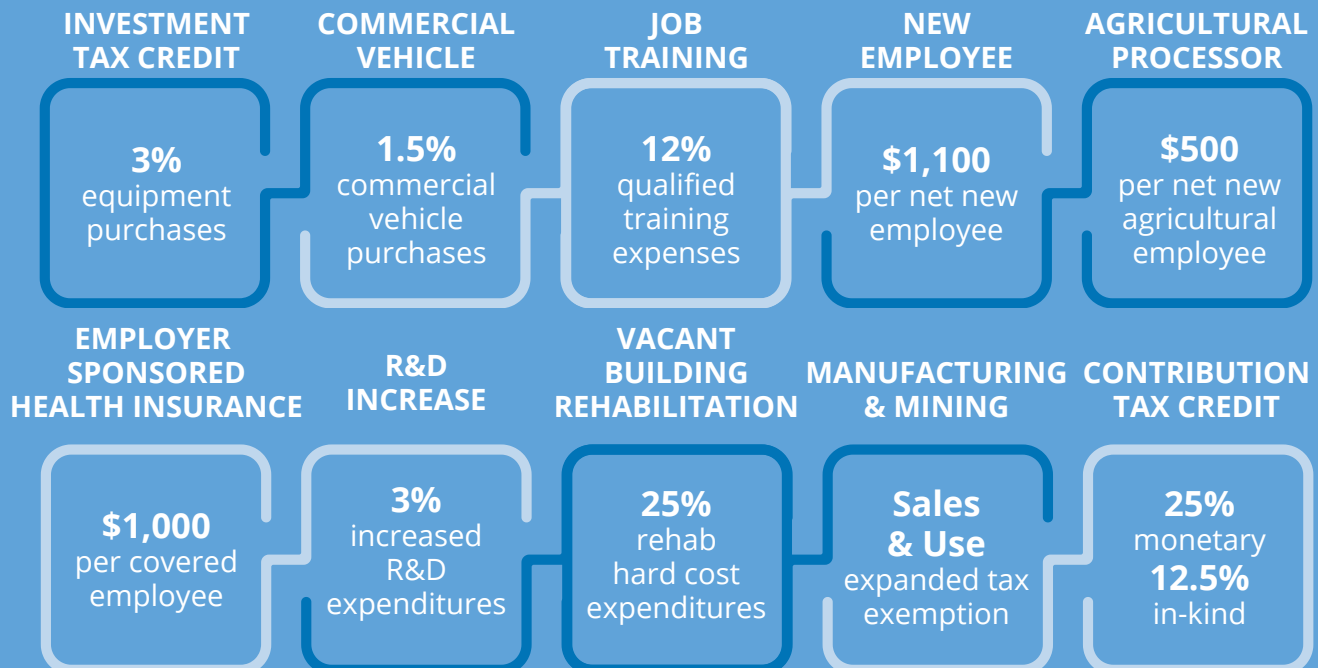 INVESTMENT
TAX CREDIT
3%
equipment
purchases
COMMERCIAL
VEHICLE
1.5%
commercial
vehicle
purchases
JOB
TRAINING
12%
qualified
training
expenses
NEW
EMPLOYEE
$1,100
per net new
employee
AGRICULTURAL
PROCESSOR
$500
per net new
agricultural
employee
EMPLOYER
SPONSORED
HEALTH INSURANCE
$1,000
per covered
employee
R&D
INCREASE
3%
increased
R&D
expenditures
VACANT
BUILDING
REHABILITATION
25%
rehab
hard cost
expenditures
MANUFACTURING
& MINING
Sales
& Use
expanded tax
exemption
CONTRIBUTION
TAX CREDIT
25%
monetary
12.5%
in-kind